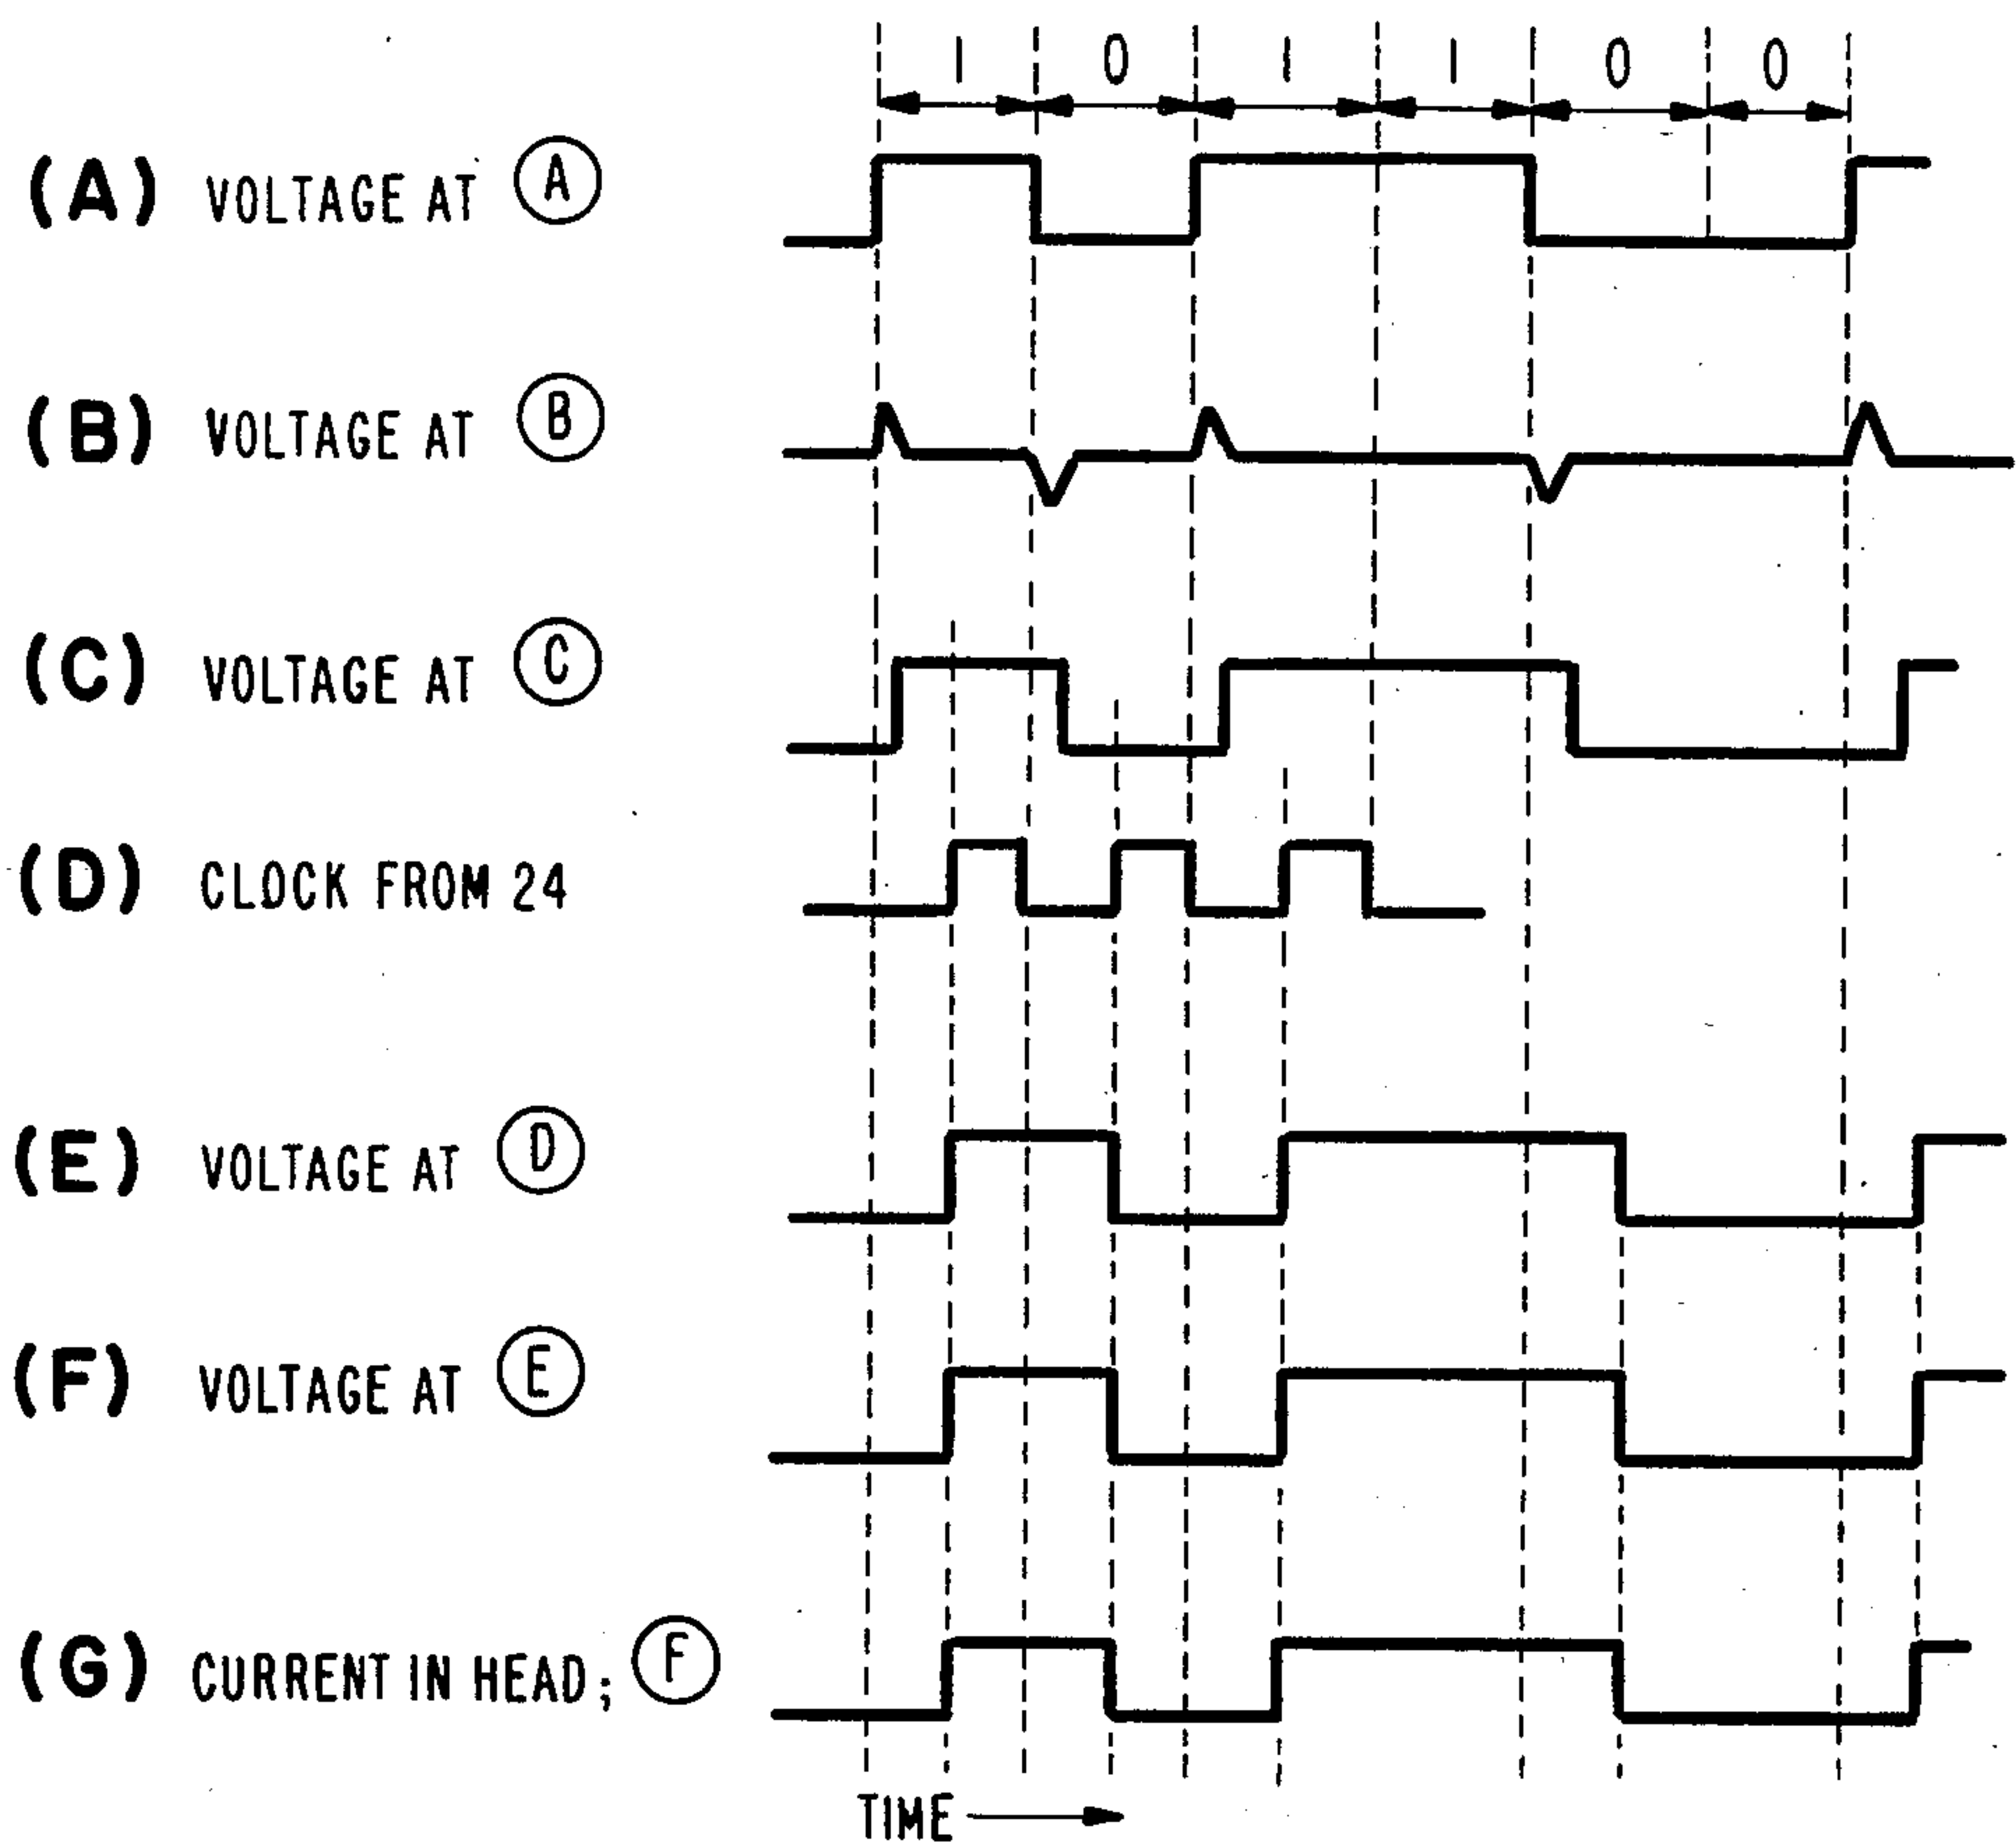 1 0 1 1 0 0
(A) VOLTAGE AT A
(B) VOLTAGE AT B
(C) VOLTAGE AT C
(D) CLOCK FROM 24
(E) VOLTAGE AT D
(F) VOLTAGE AT E
(G) CURRENT IN HEAD; F
TIME